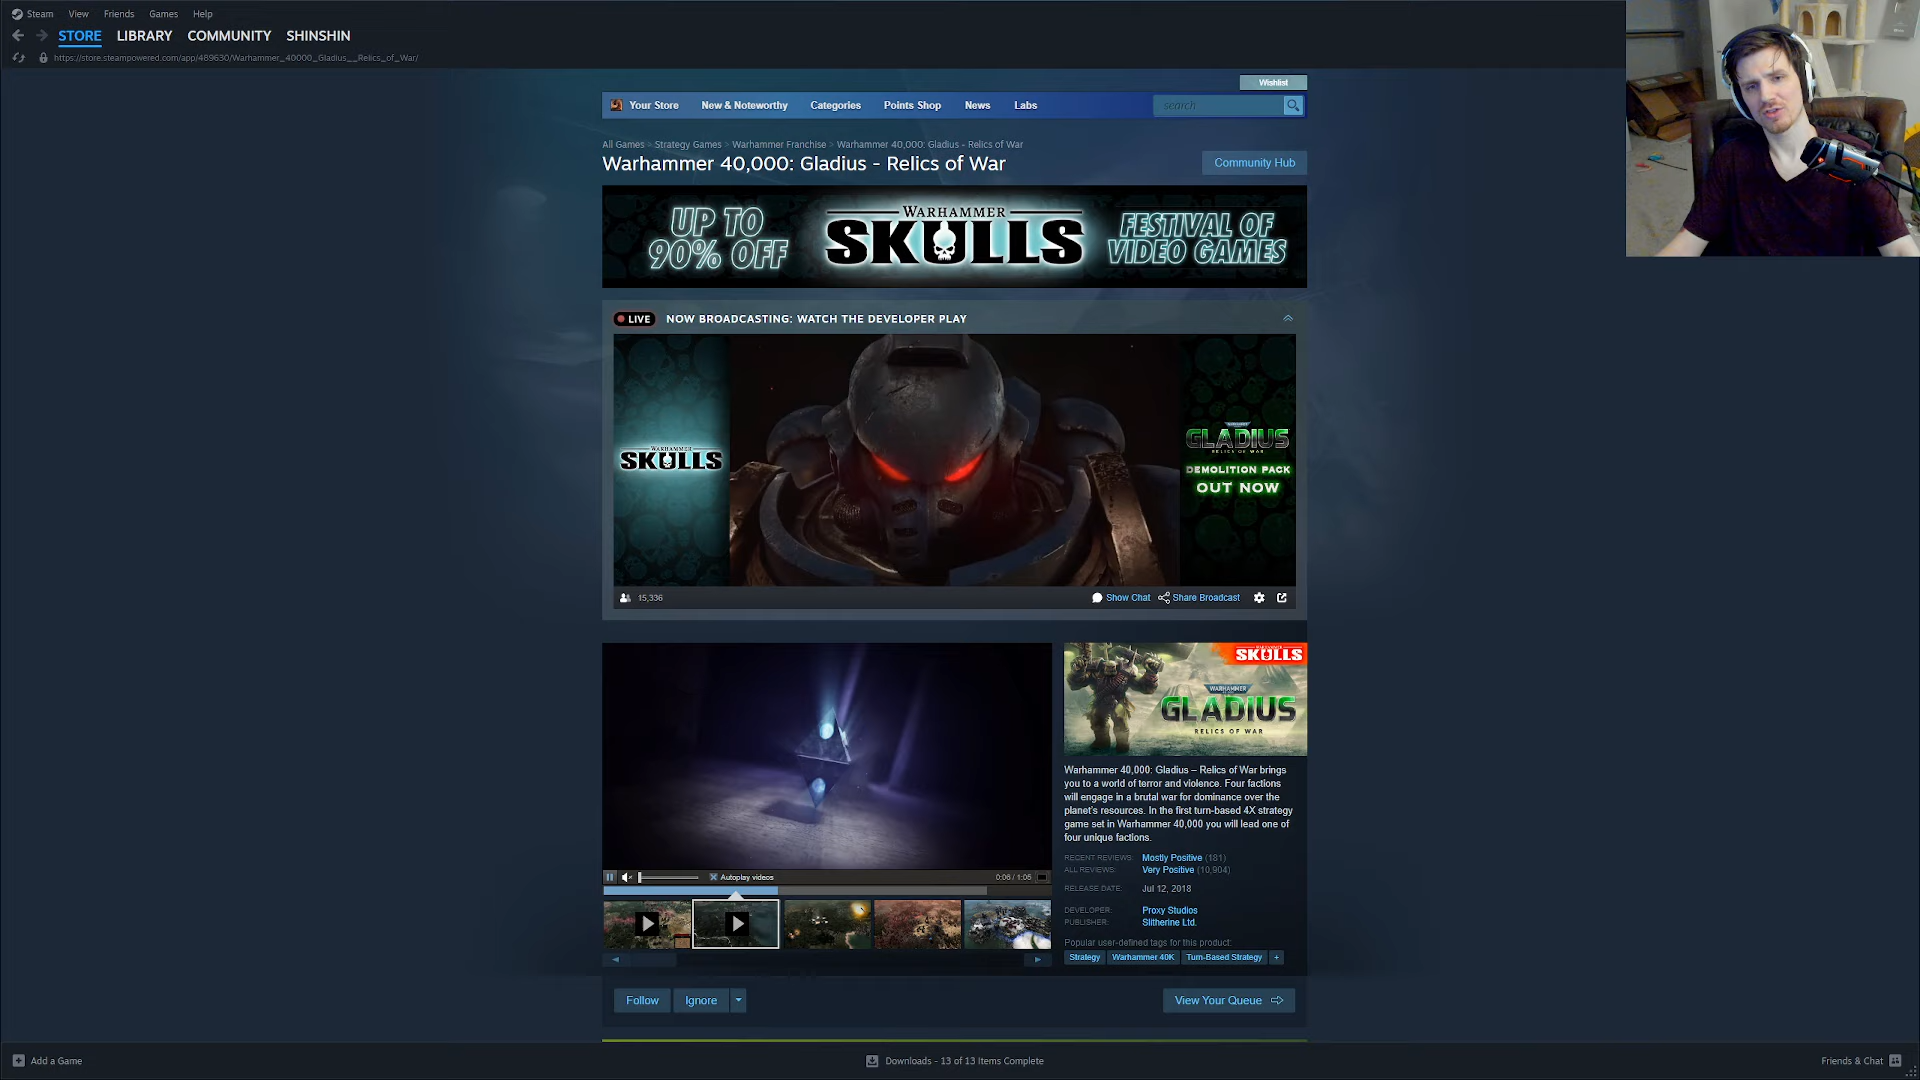 Steam View Friends Games Help
STORE LIBRARY COMMUNITY SHINSHIN
https://store.steampowered.com/app/489630/Warhammer_40000_Gladius__Relics_of_War/
Wishlist
Your Store New & Noteworthy Categories Points Shop News Labs search
All Games > Strategy Games > Warhammer Franchise > Warhammer 40,000: Gladius - Relics of War
Warhammer 40,000: Gladius - Relics of War
Community Hub
UP TO
90% OFF
WARHAMMER
SKULLS
FESTIVAL OF
VIDEO GAMES
LIVE NOW BROADCASTING: WATCH THE DEVELOPER PLAY
WARHAMMER
SKULLS
WARHAMMER
GLADIUS
RELICS OF WAR
DEMOLITION PACK
OUT NOW
15,336 Show Chat Share Broadcast
SKULLS
WARHAMMER
GLADIUS
RELICS OF WAR
Warhammer 40,000: Gladius – Relics of War brings
you to a world of terror and violence. Four factions
will engage in a brutal war for dominance over the
planet's resources. In the first turn-based 4X strategy
game set in Warhammer 40,000 you will lead one of
four unique factions.
RECENT REVIEWS: Mostly Positive (181)
ALL REVIEWS: Very Positive (10,904)
RELEASE DATE: Jul 12, 2018
DEVELOPER: Proxy Studios
PUBLISHER: Slitherine Ltd.
Popular user-defined tags for this product:
Strategy Warhammer 40K Turn-Based Strategy +
Autoplay videos 0:06 / 1:05
Follow Ignore View Your Queue
Add a Game Downloads - 13 of 13 Items Complete Friends & Chat